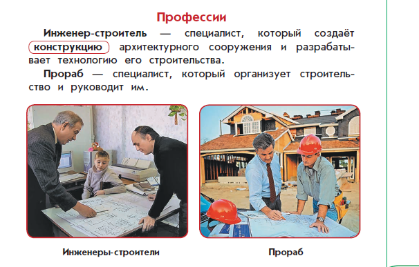 Профессии
Инженер-строитель — специалист, который создаёт
конструкцию архитектурного сооружения и разрабаты-
вает технологию его строительства.
Прораб — специалист, который организует строитель-
ство и руководит им.
Инженеры-строители
Прораб